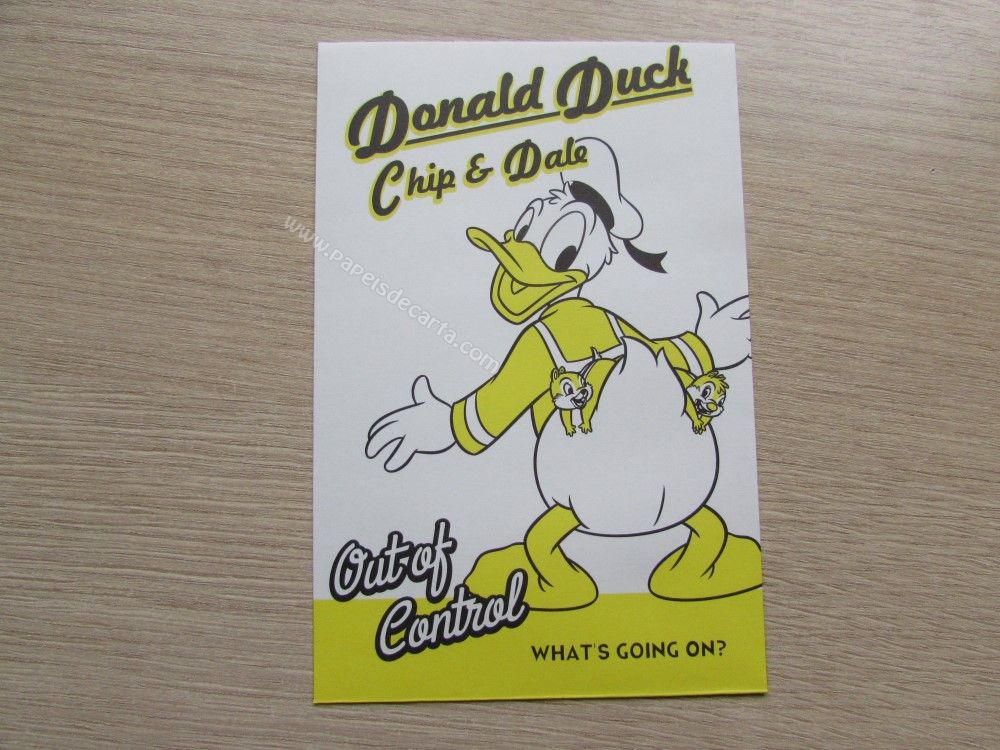 Donald Duck
Chip & Dale
www.papeisdecarta.com
Out of
Control
WHAT'S GOING ON?